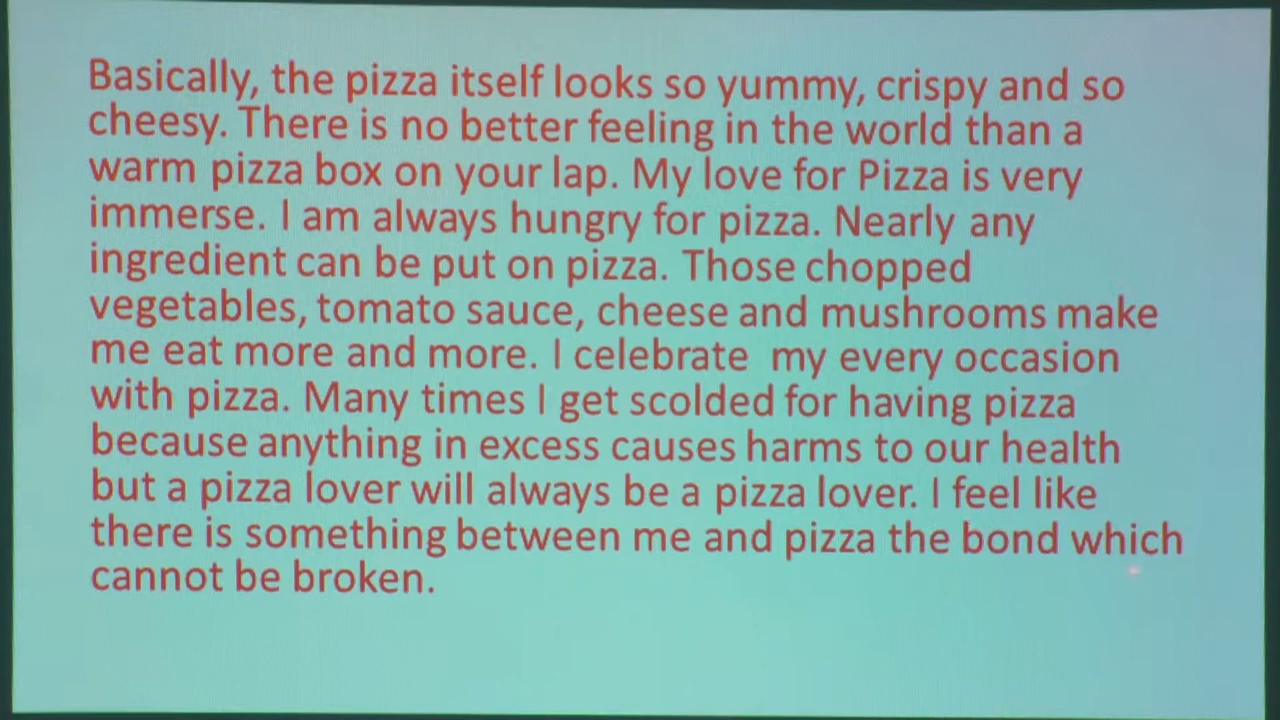 Basically, the pizza itself looks so yummy, crispy and so
cheesy. There is no better feeling in the world than a
warm pizza box on your lap. My love for Pizza is very
immerse. I am always hungry for pizza. Nearly any
ingredient can be put on pizza. Those chopped
vegetables, tomato sauce, cheese and mushrooms make
me eat more and more. I celebrate  my every occasion
with pizza. Many times I get scolded for having pizza
because anything in excess causes harms to our health
but a pizza lover will always be a pizza lover. I feel like
there is something between me and pizza the bond which
cannot be broken.